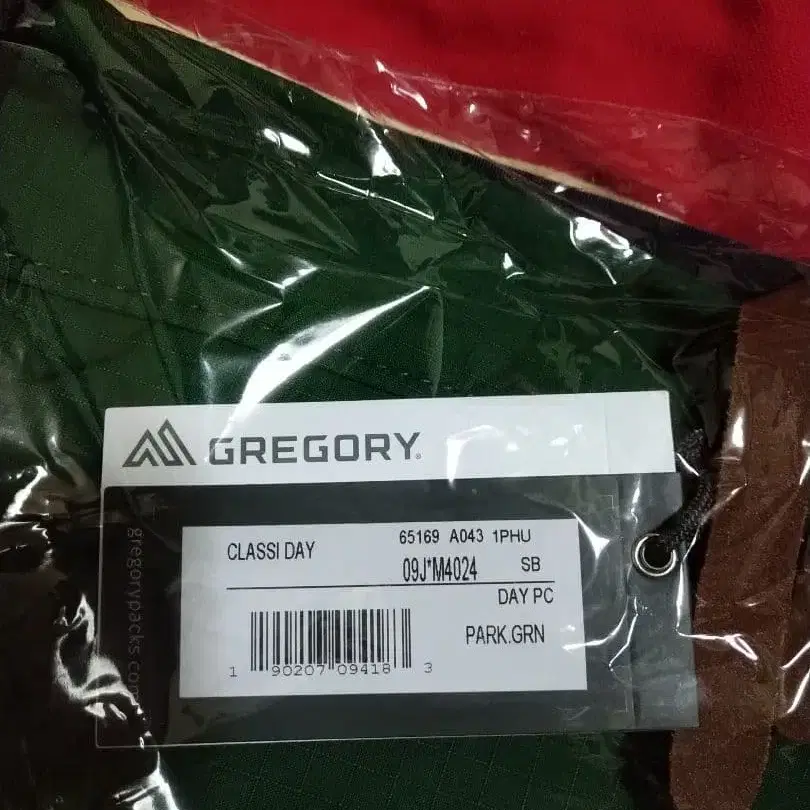 GREGORY
gregorypacks.com
CLASSI DAY
65169 A043 1PHU
09J*M4024 SB
DAY PC
PARK.GRN
1 90207 09418 3